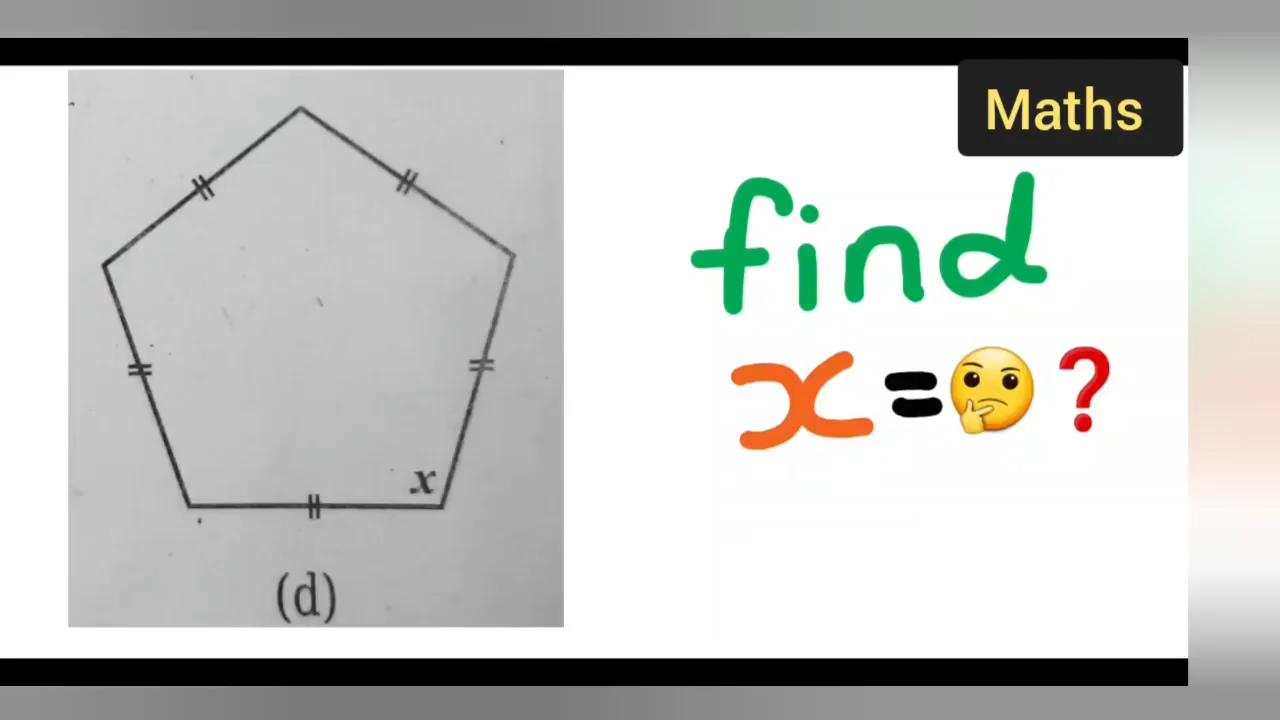 Maths
find
x = 🤔 ❓
x
(d)